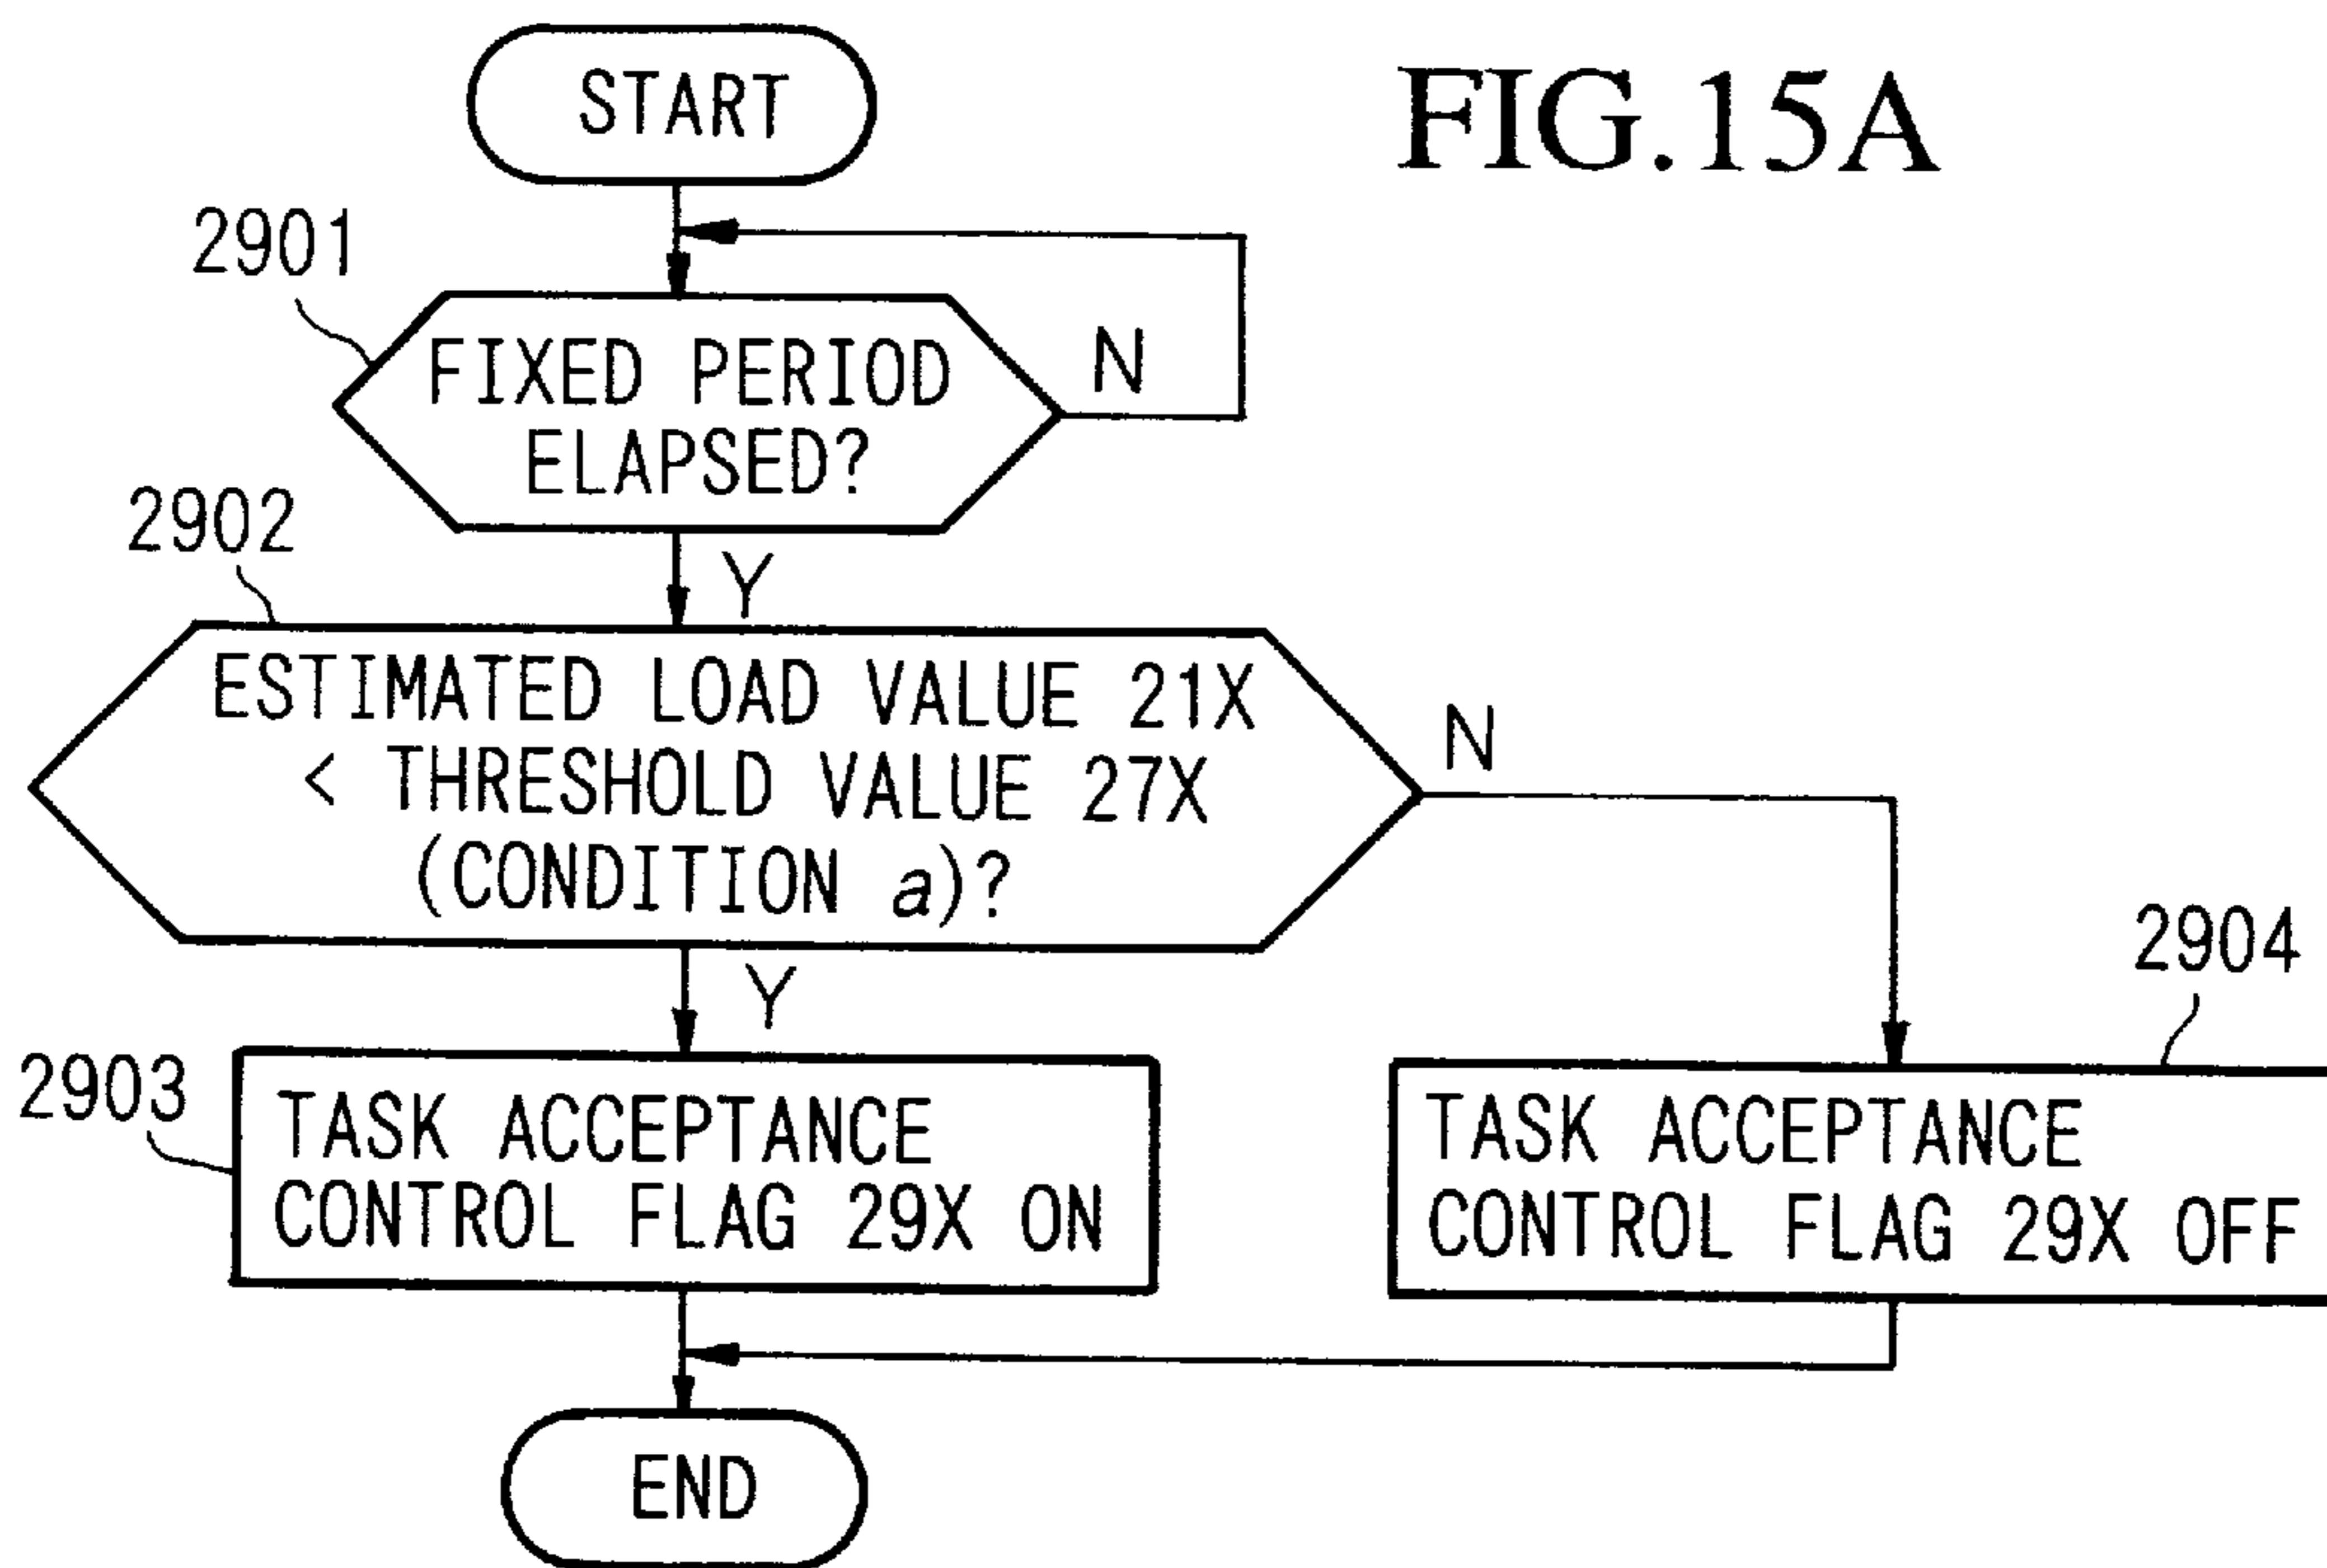 START
FIG.15A
2901
FIXED PERIOD
ELAPSED?
N
2902
Y
ESTIMATED LOAD VALUE 21X
< THRESHOLD VALUE 27X
(CONDITION a)?
N
Y
2904
2903
TASK ACCEPTANCE
CONTROL FLAG 29X ON
TASK ACCEPTANCE
CONTROL FLAG 29X OFF
END